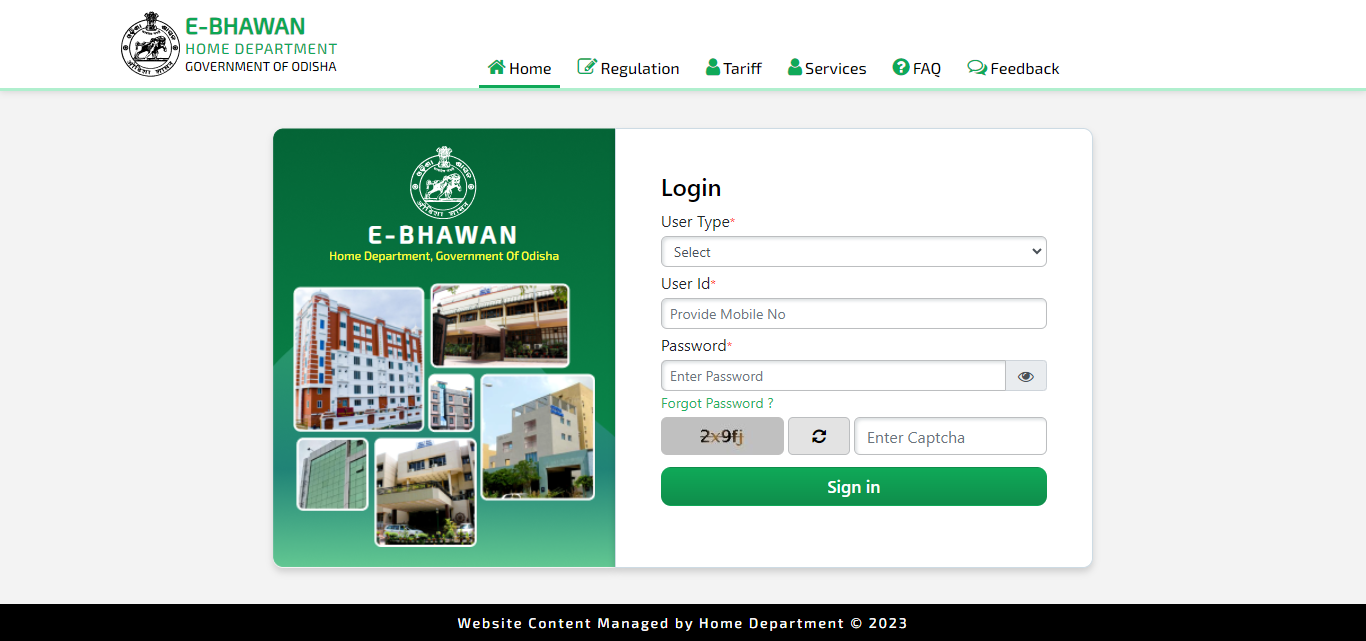 E-BHAWAN
HOME DEPARTMENT
GOVERNMENT OF ODISHA
Home Regulation Tariff Services FAQ Feedback
E-BHAWAN
Home Department, Government Of Odisha
Login
User Type*
Select
User Id*
Provide Mobile No
Password*
Enter Password
Forgot Password ?
2x9fj
Enter Captcha
Sign in
Website Content Managed by Home Department © 2023